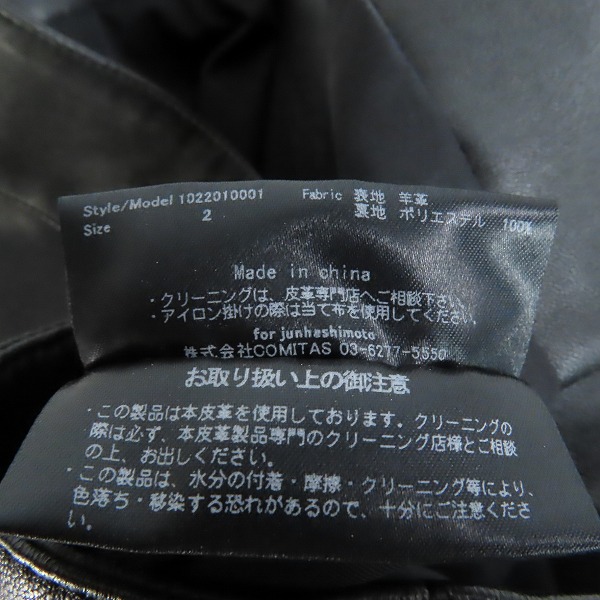 Style/Model 1022010001 Fabric 表地 羊革
Size 2 裏地 ポリエステル 100%
Made in china
・クリーニングは、皮革専門店へご相談下さい。
・アイロン掛けの際は当て布を使用してください。
for junhashimoto
株式会社COMITAS 03-6277-5550
お取り扱い上の御注意
・この製品は本皮革を使用しております。クリーニングの
際は必ず、本皮革製品専門のクリーニング店様とご相談
の上、お出しください。
・この製品は、水分の付着・摩擦・クリーニング等により、
色落ち・移染する恐れがあるので、十分にご注意くださ
い。